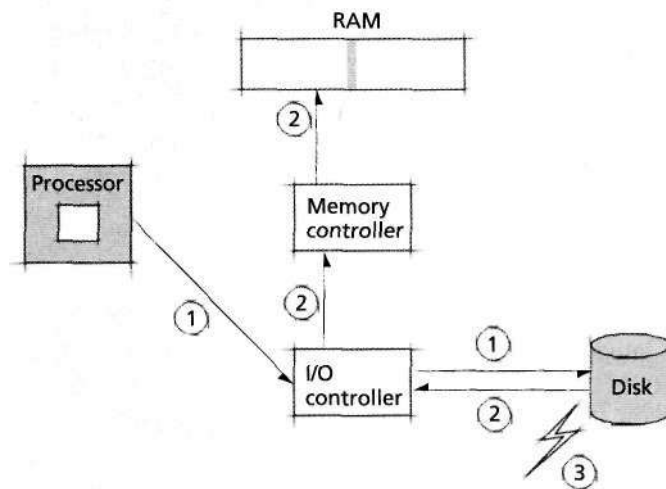 RAM
②
Processor
Memory
controller
①
②
I/O
controller
①
②
Disk
③